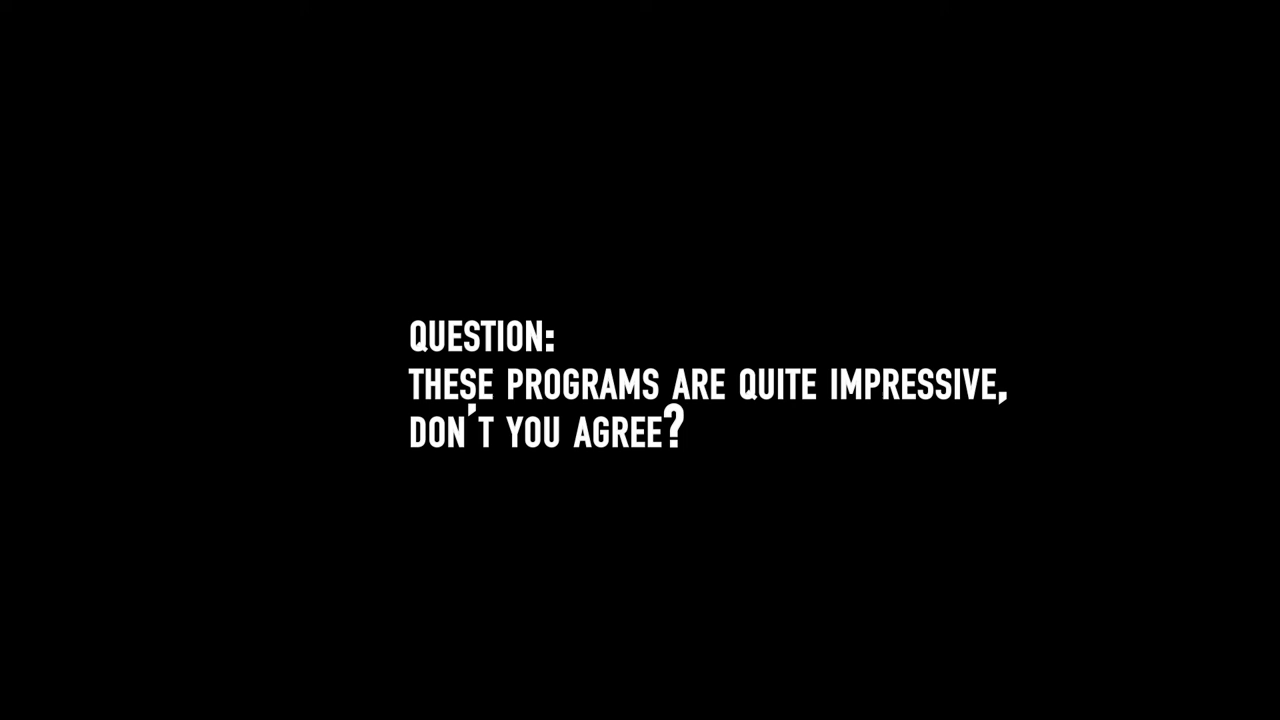 QUESTION:
THESE PROGRAMS ARE QUITE IMPRESSIVE,
DON'T YOU AGREE?